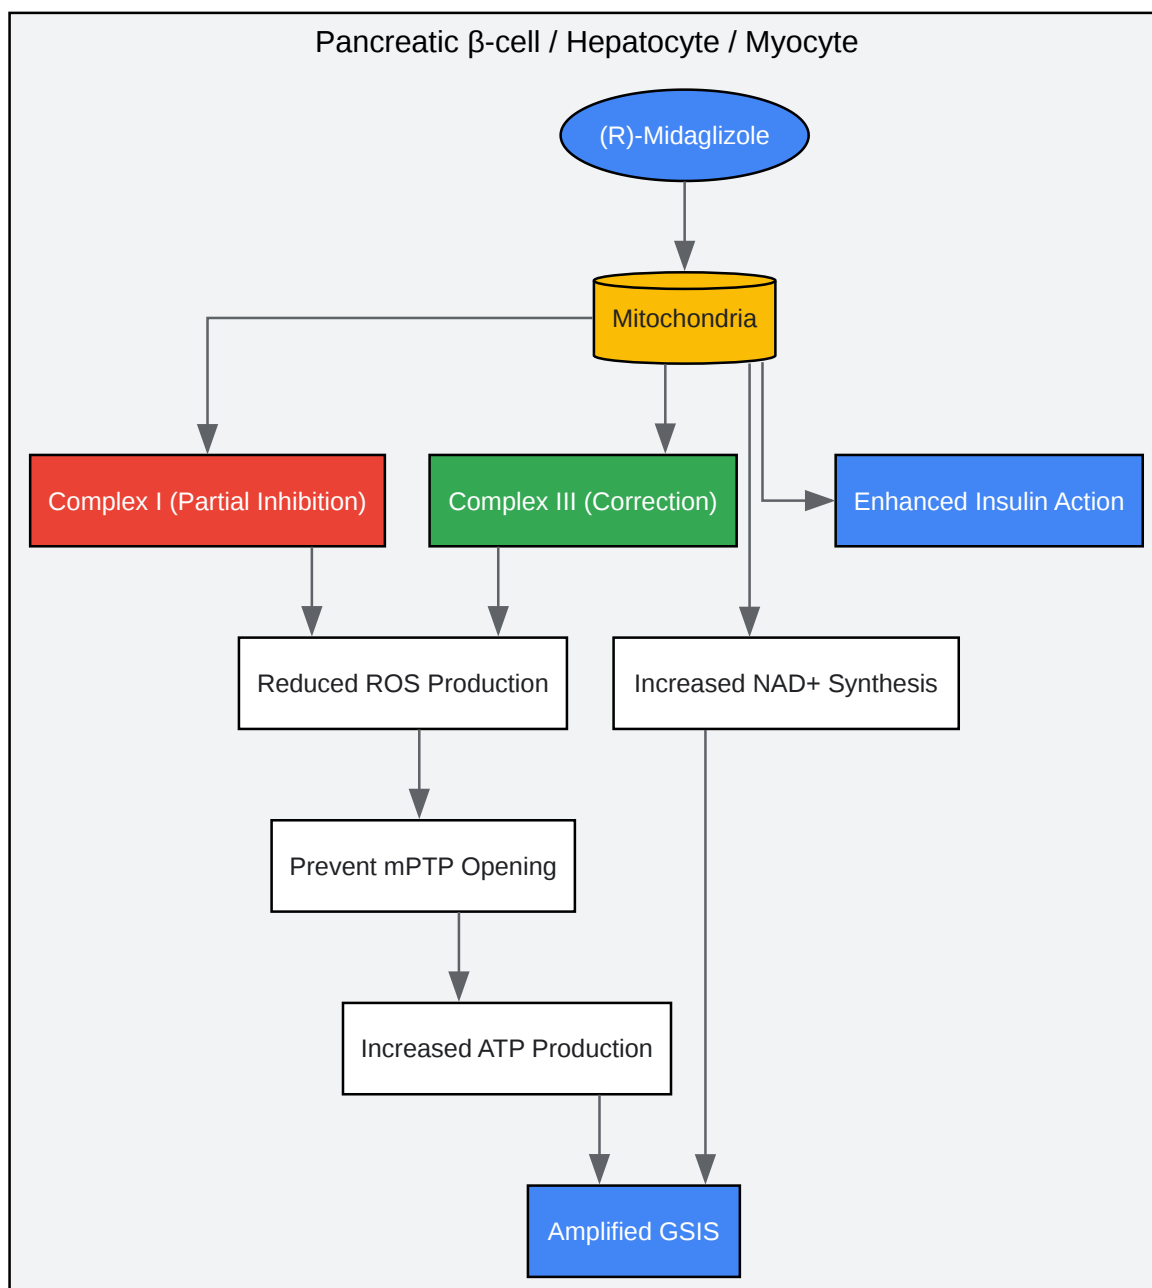 Pancreatic β-cell / Hepatocyte / Myocyte
(R)-Midaglizole
Mitochondria
Complex I (Partial Inhibition)
Complex III (Correction)
Enhanced Insulin Action
Reduced ROS Production
Increased NAD+ Synthesis
Prevent mPTP Opening
Increased ATP Production
Amplified GSIS